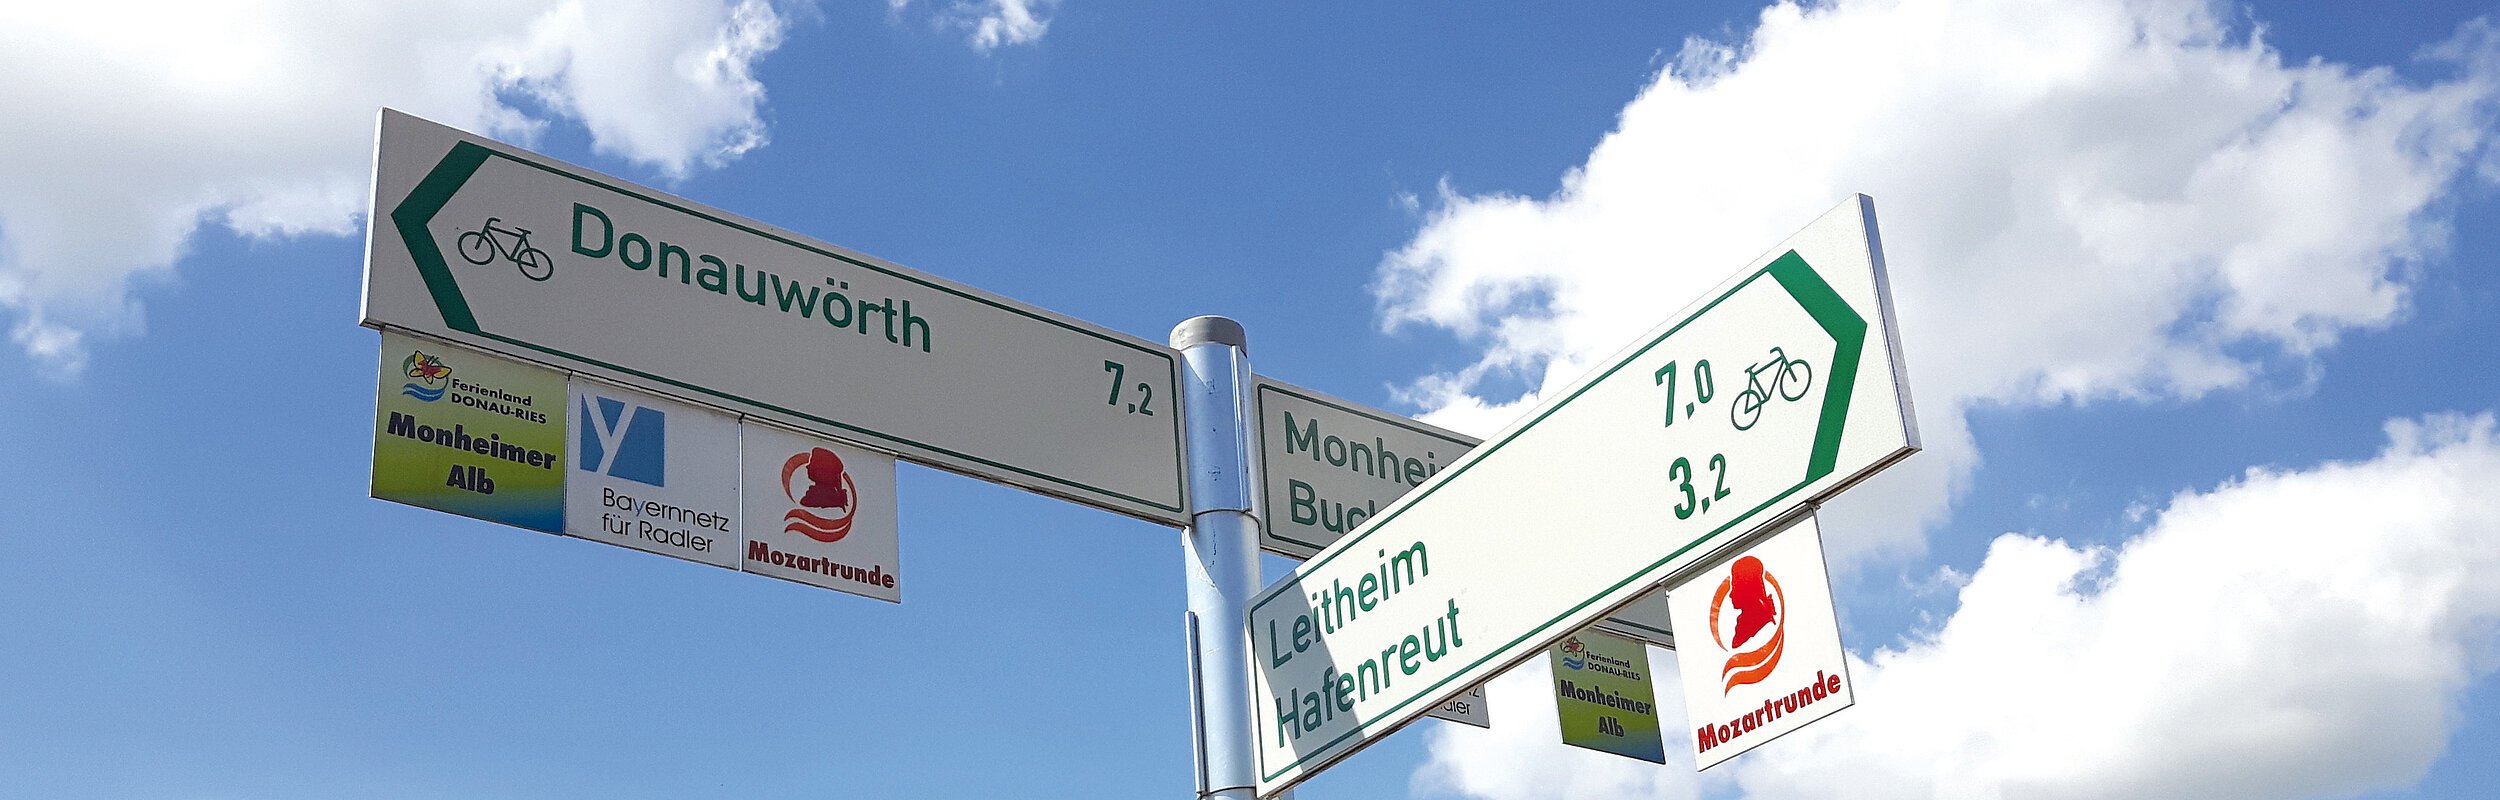 Donauwörth
7,2
Ferienland
DONAU-RIES
Monheimer
Alb
Bayernnetz
für Radler
Mozartrunde
Leitheim 7,0
Hafenreut 3,2
Mozartrunde
Ferienland
DONAU-RIES
Monheimer
Alb